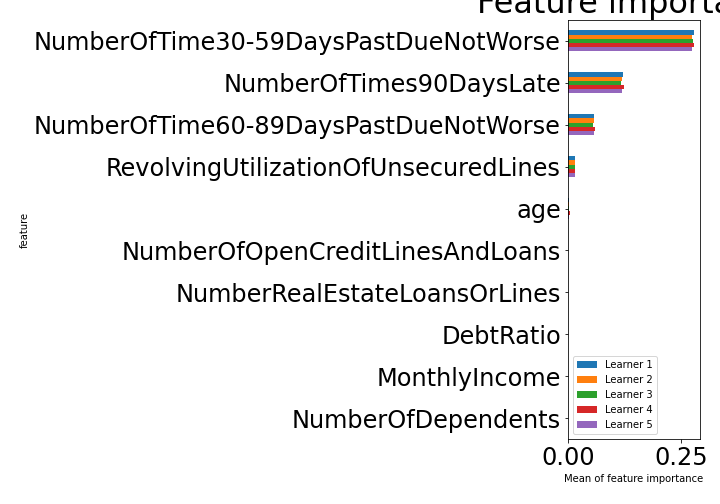 Feature importa
NumberOfTime30-59DaysPastDueNotWorse
NumberOfTimes90DaysLate
NumberOfTime60-89DaysPastDueNotWorse
RevolvingUtilizationOfUnsecuredLines
age
NumberOfOpenCreditLinesAndLoans
NumberRealEstateLoansOrLines
DebtRatio
MonthlyIncome
NumberOfDependents
feature
Learner 1
Learner 2
Learner 3
Learner 4
Learner 5
0.00 0.25
Mean of feature importance